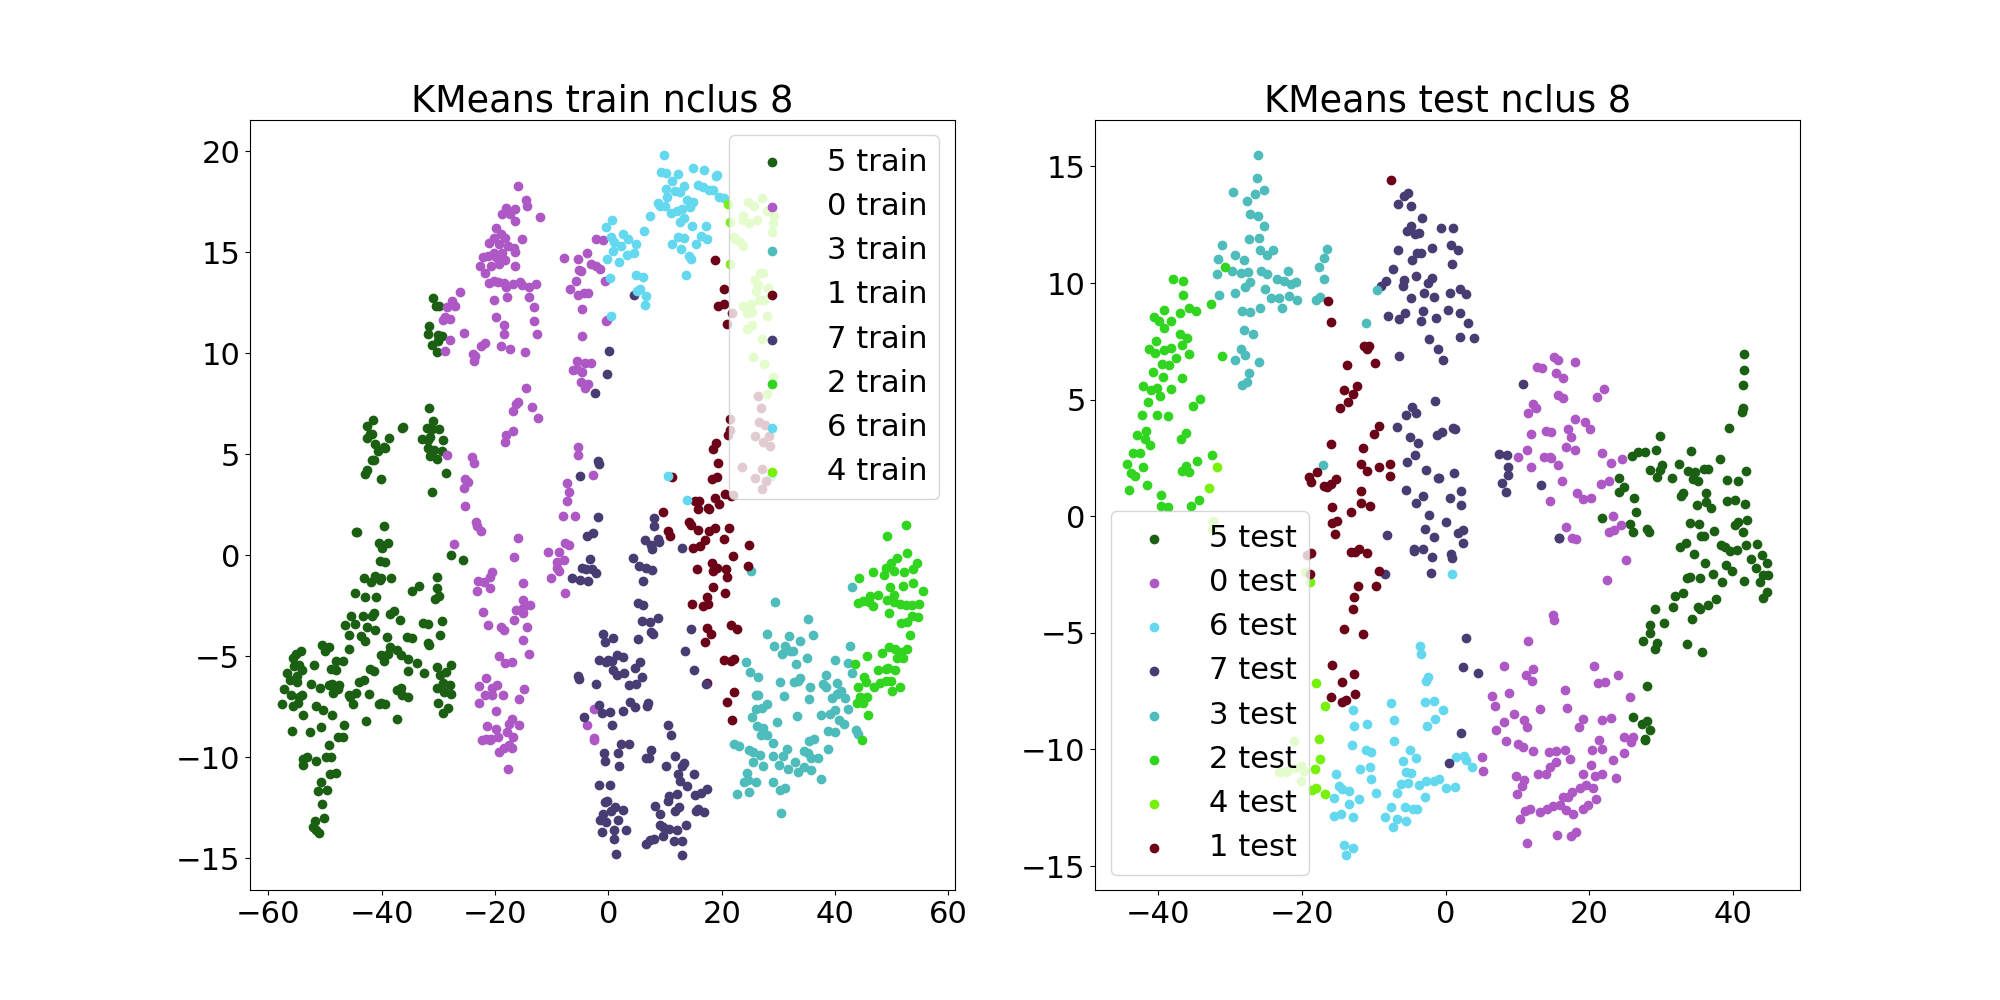 KMeans train nclus 8
20
15
10
5
0
−5
−10
−15
−60 −40 −20 0 20 40 60
5 train
0 train
3 train
1 train
7 train
2 train
6 train
4 train
KMeans test nclus 8
15
10
5
0
−5
−10
−15
−40 −20 0 20 40
5 test
0 test
6 test
7 test
3 test
2 test
4 test
1 test